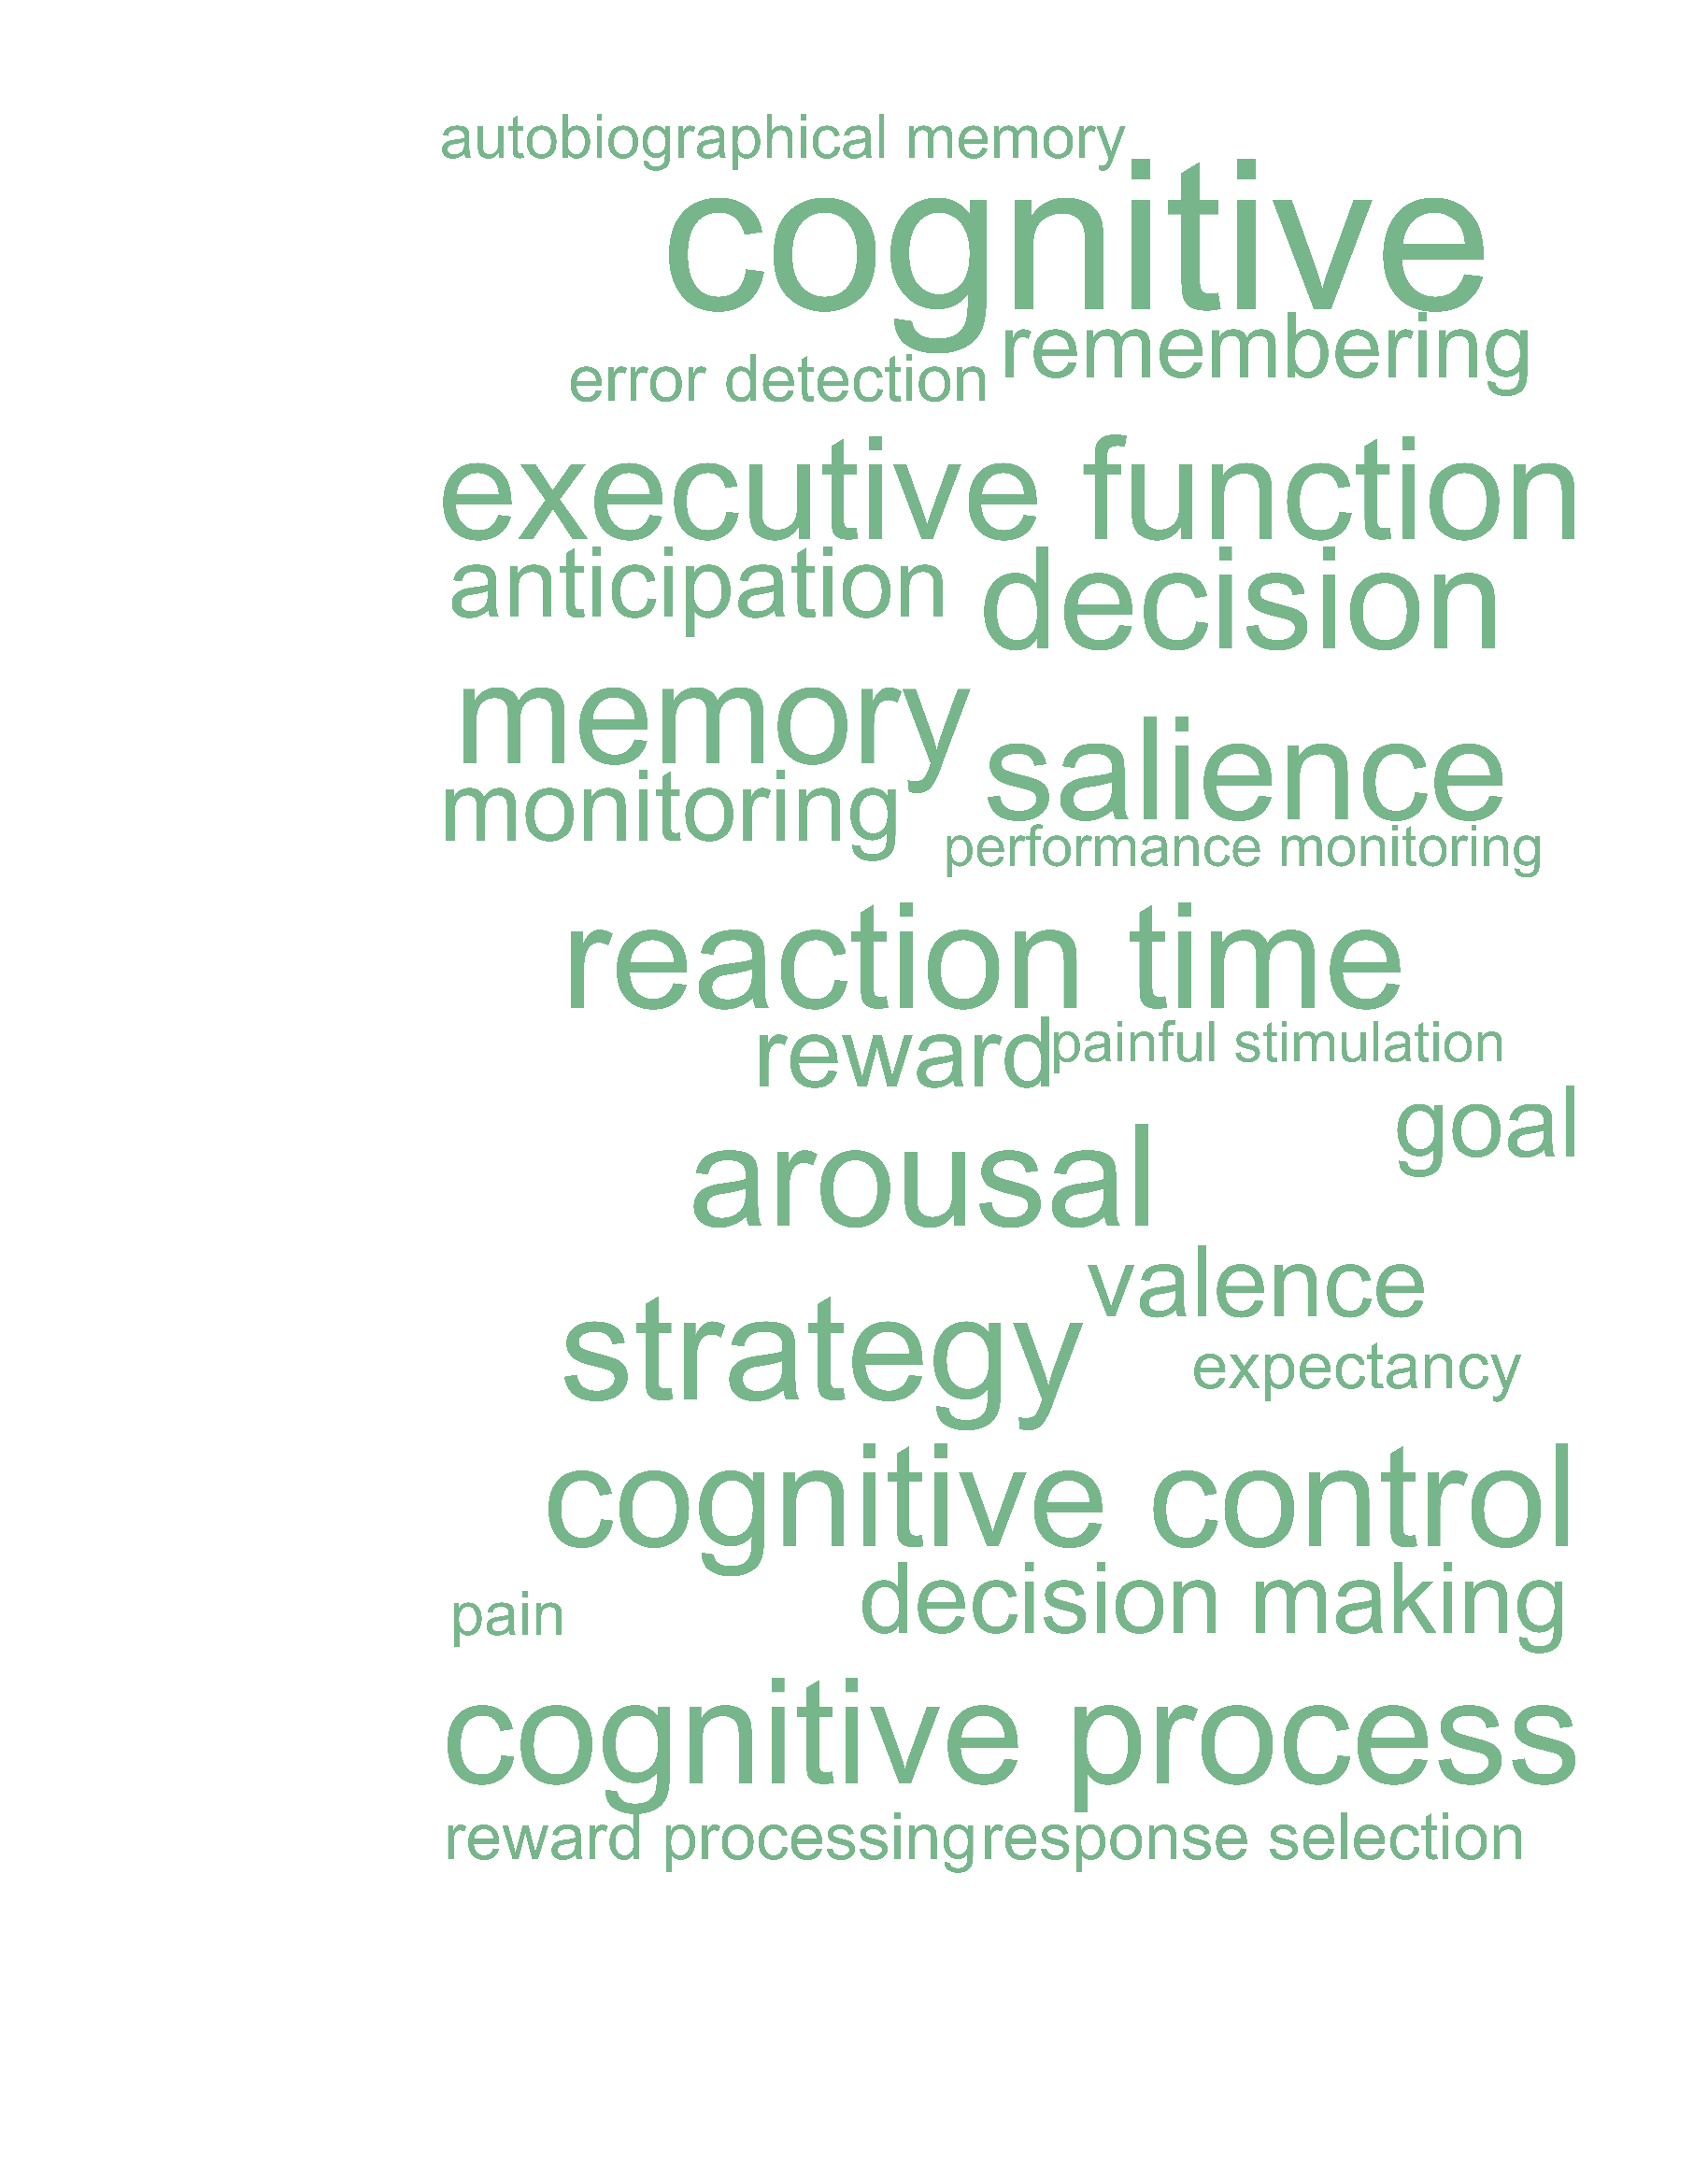 autobiographical memory
cognitive
remembering
error detection
executive function
anticipation
decision
memory
salience
monitoring
performance monitoring
reaction time
reward
painful stimulation
goal
arousal
valence
strategy
expectancy
cognitive control
decision making
pain
cognitive process
reward processing
response selection